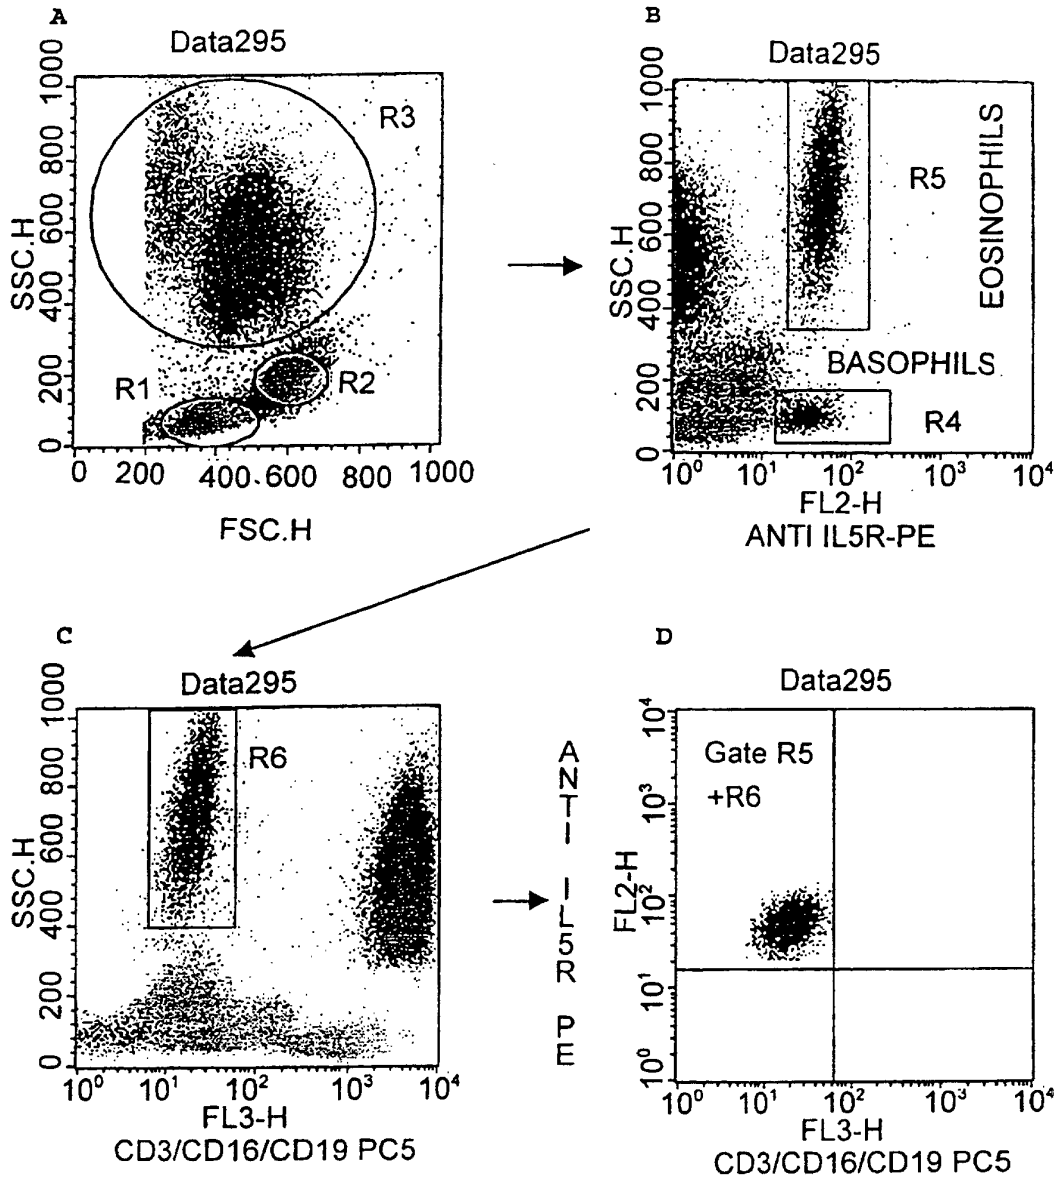 A
Data295
1000
800
600
400
200
0
SSC.H
R3
R1
R2
0 200 400 600 800 1000
FSC.H
B
Data295
1000
800
600
400
200
0
SSC.H
R5
EOSINOPHILS
BASOPHILS
R4
10⁰ 10¹ 10² 10³ 10⁴
FL2-H
ANTI IL5R-PE
C
Data295
1000
800
600
400
200
0
SSC.H
R6
10⁰ 10¹ 10² 10³ 10⁴
FL3-H
CD3/CD16/CD19 PC5
ANTI IL5R PE
D
Data295
10⁴
10³
10²
10¹
10⁰
FL2-H
Gate R5
+R6
10⁰ 10¹ 10² 10³ 10⁴
FL3-H
CD3/CD16/CD19 PC5